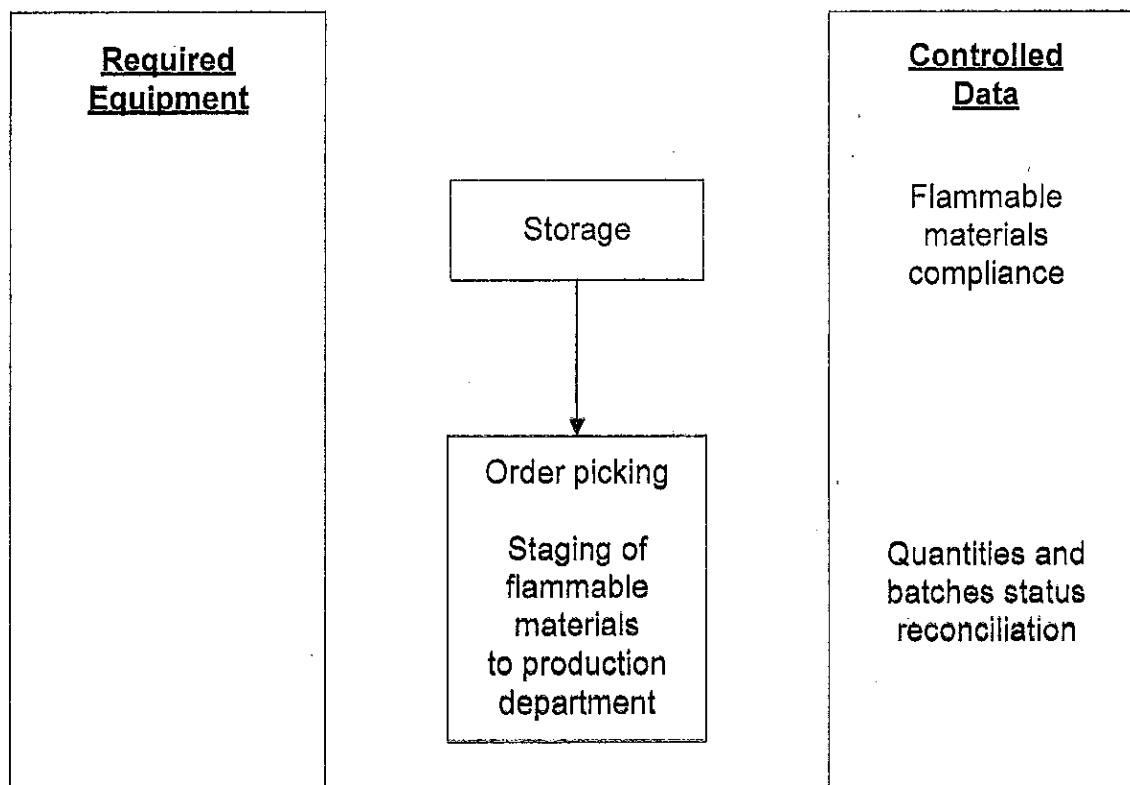 Required
Equipment
Controlled
Data
Storage
Flammable
materials
compliance
Order picking
Staging of
flammable
materials
to production
department
Quantities and
batches status
reconciliation